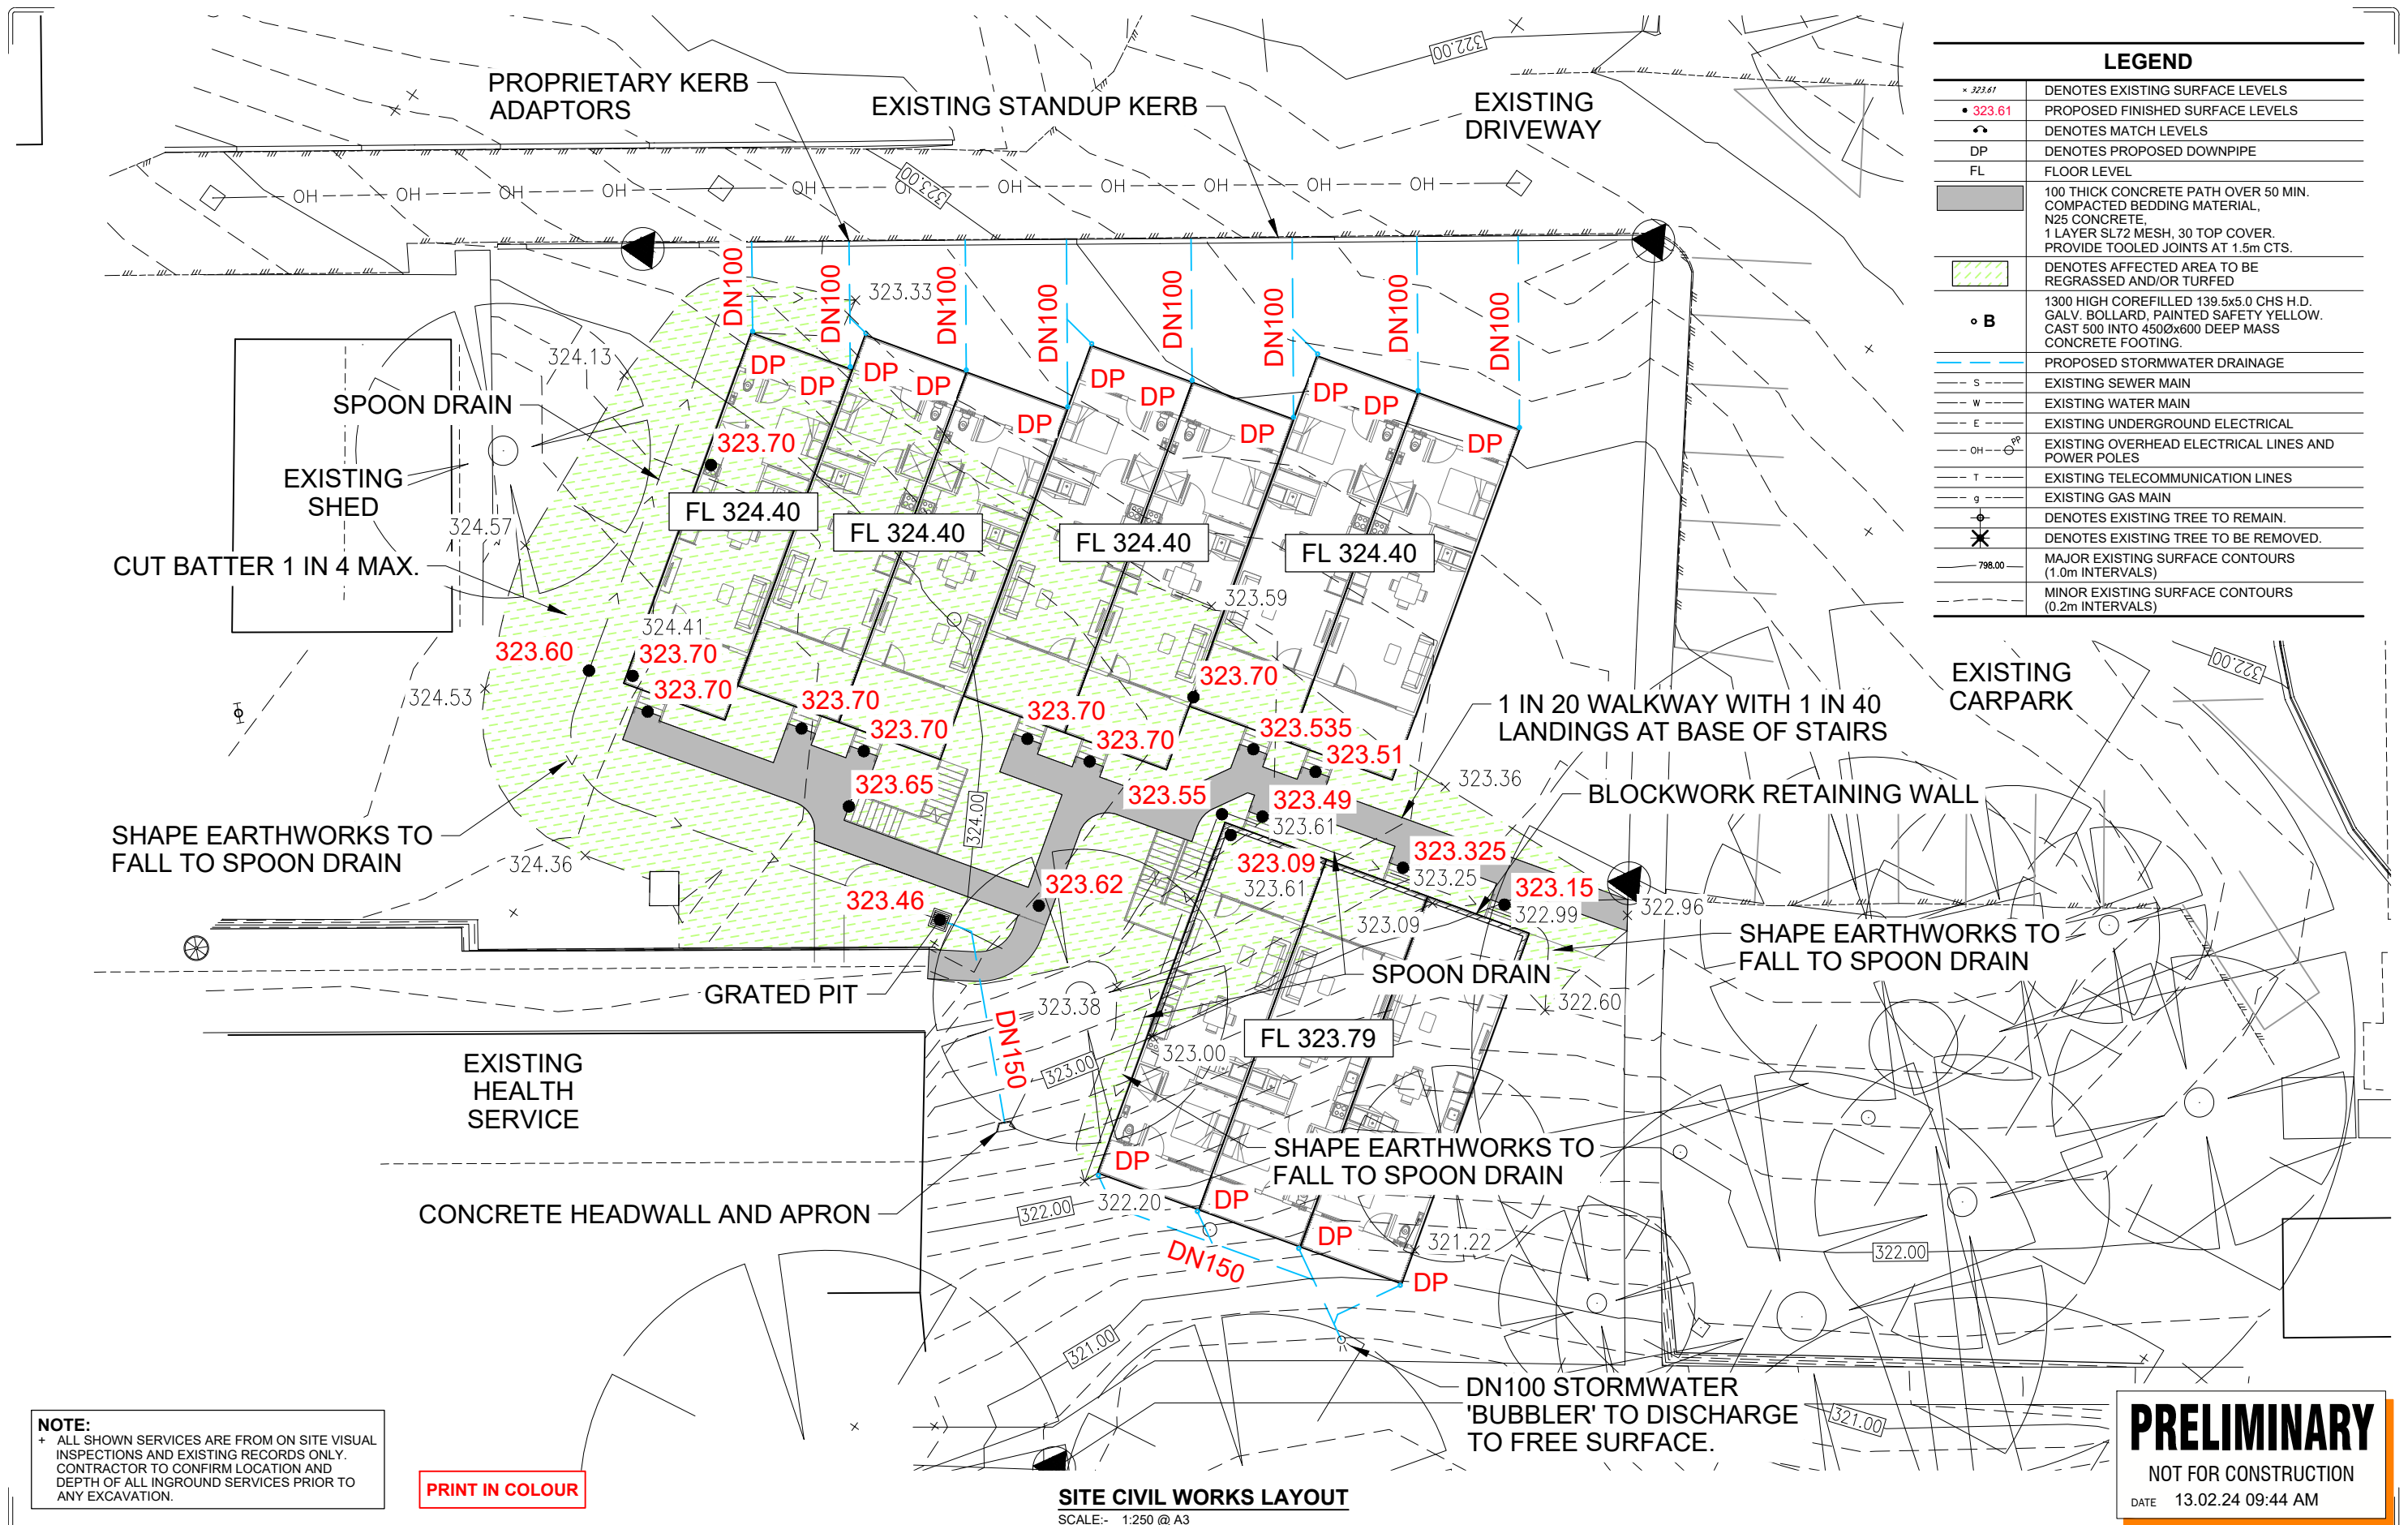 322.00
PROPRIETARY KERB
ADAPTORS
EXISTING STANDUP KERB
EXISTING
DRIVEWAY
323.00
OH
OH
OH
OH
OH
OH
OH
OH
OH
OH
OH
OH
DN100
DN100
DN100
DN100
DN100
DN100
DN100
DN100
323.33
324.13
DP
DP
DP
DP
DP
DP
DP
DP
DP
DP
DP
SPOON DRAIN
323.70
EXISTING
SHED
FL 324.40
FL 324.40
FL 324.40
FL 324.40
324.57
CUT BATTER 1 IN 4 MAX.
323.59
324.41
323.60
323.70
323.70
324.53
323.70
323.70
323.70
323.70
323.70
323.535
323.51
1 IN 20 WALKWAY WITH 1 IN 40
LANDINGS AT BASE OF STAIRS
EXISTING
CARPARK
322.00
323.36
323.65
323.55
323.49
323.61
BLOCKWORK RETAINING WALL
324.00
SHAPE EARTHWORKS TO
FALL TO SPOON DRAIN
324.36
323.09
323.61
323.325
323.25
323.62
323.46
323.15
322.99
322.96
323.09
SHAPE EARTHWORKS TO
FALL TO SPOON DRAIN
SPOON DRAIN
GRATED PIT
323.38
322.60
DN150
FL 323.79
323.00
323.00
EXISTING
HEALTH
SERVICE
SHAPE EARTHWORKS TO
FALL TO SPOON DRAIN
DP
DP
DP
DP
322.20
322.00
CONCRETE HEADWALL AND APRON
DN150
321.22
322.00
321.00
321.00
DN100 STORMWATER
'BUBBLER' TO DISCHARGE
TO FREE SURFACE.
LEGEND
× 323.61 DENOTES EXISTING SURFACE LEVELS
• 323.61 PROPOSED FINISHED SURFACE LEVELS
DENOTES MATCH LEVELS
DP DENOTES PROPOSED DOWNPIPE
FL FLOOR LEVEL
100 THICK CONCRETE PATH OVER 50 MIN.
COMPACTED BEDDING MATERIAL,
N25 CONCRETE,
1 LAYER SL72 MESH, 30 TOP COVER.
PROVIDE TOOLED JOINTS AT 1.5m CTS.
DENOTES AFFECTED AREA TO BE
REGRASSED AND/OR TURFED
B 1300 HIGH COREFILLED 139.5x5.0 CHS H.D.
GALV. BOLLARD, PAINTED SAFETY YELLOW.
CAST 500 INTO 450Øx600 DEEP MASS
CONCRETE FOOTING.
PROPOSED STORMWATER DRAINAGE
S EXISTING SEWER MAIN
W EXISTING WATER MAIN
E EXISTING UNDERGROUND ELECTRICAL
OH PP EXISTING OVERHEAD ELECTRICAL LINES AND
POWER POLES
T EXISTING TELECOMMUNICATION LINES
g EXISTING GAS MAIN
DENOTES EXISTING TREE TO REMAIN.
DENOTES EXISTING TREE TO BE REMOVED.
798.00 MAJOR EXISTING SURFACE CONTOURS
(1.0m INTERVALS)
MINOR EXISTING SURFACE CONTOURS
(0.2m INTERVALS)
NOTE:
+ ALL SHOWN SERVICES ARE FROM ON SITE VISUAL
INSPECTIONS AND EXISTING RECORDS ONLY.
CONTRACTOR TO CONFIRM LOCATION AND
DEPTH OF ALL INGROUND SERVICES PRIOR TO
ANY EXCAVATION.
PRINT IN COLOUR
SITE CIVIL WORKS LAYOUT
SCALE:- 1:250 @ A3
PRELIMINARY
NOT FOR CONSTRUCTION
DATE 13.02.24 09:44 AM